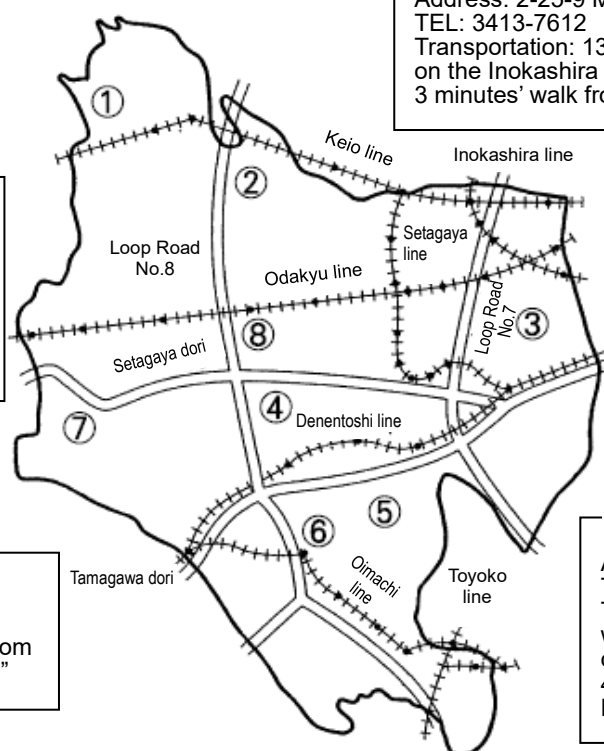 Address: 2-25-9 M
TEL: 3413-7612
Transportation: 13
on the Inokashira
3 minutes' walk fro
①
Keio line
Inokashira line
②
Setagaya
line
Loop Road
No.8
Odakyu line
Loop Road
No.7
③
⑧
Setagaya dori
④
⑦
Denentoshi line
⑤
⑥
Oimachi
line
Toyoko
line
Tamagawa dori
om
”